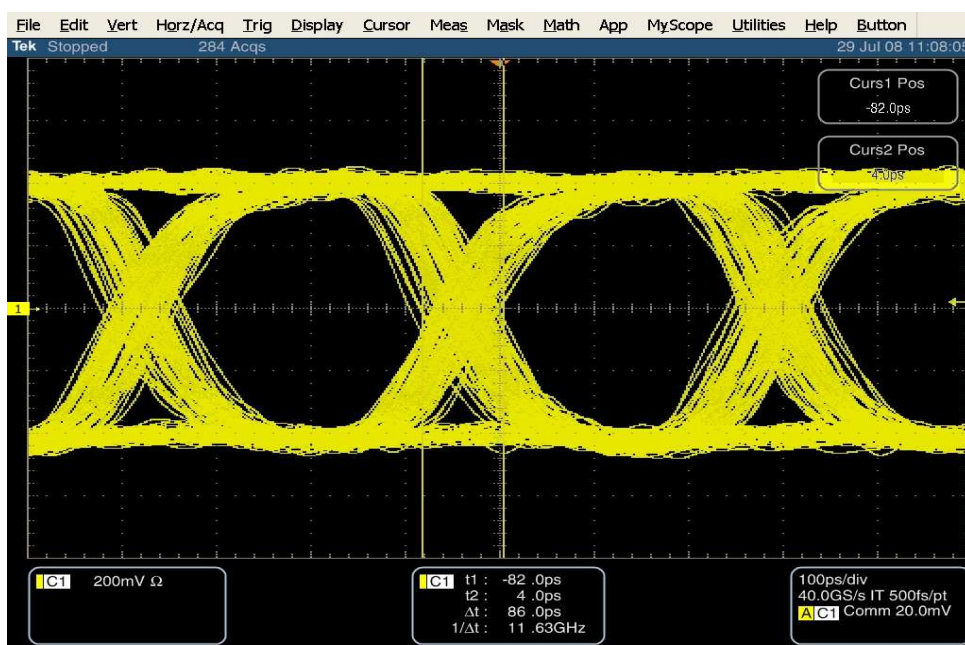 File Edit Vert Horz/Acq Trig Display Cursor Meas Mask Math App MyScope Utilities Help Button
Tek Stopped 284 Acqs 29 Jul 08 11:08:05
Curs1 Pos
-82.0ps
Curs2 Pos
4.0ps
1
C1 200mV Ω
C1 t1 : -82 .0ps
t2 : 4 .0ps
Δt : 86 .0ps
1/Δt : 11 .63GHz
100ps/div
40.0GS/s IT 500fs/pt
A C1 Comm 20.0mV